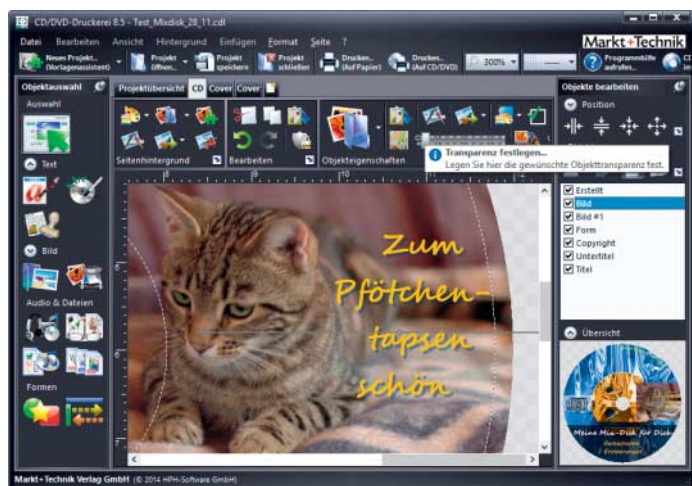 CD/DVD-Druckerei 8.5 - Test_Mixdisk_28_11.cdl
Datei Bearbeiten Ansicht Hintergrund Einfügen Format Seite ?
Markt+Technik
Neues Projekt...
(Vorlagenassistent)
Projekt
öffnen...
Projekt
speichern
Projekt
schließen
Drucken...
(Auf Papier)
Drucken...
(Auf CD/DVD)
300%
Programmhilfe
aufrufen...
Objektauswahl
Auswahl
Text
Bild
Audio & Dateien
Formen
Projektübersicht CD Cover Cover
Seitenhintergrund
Bearbeiten
Objekteigenschaften
Transparenz festlegen...
Legen Sie hier die gewünschte Objekttransparenz fest.
Zum
Pfötchen-
tapsen
schön
Objekte bearbeiten
Position
Erstellt
Bild
Bild #1
Form
Copyright
Untertitel
Titel
Übersicht
Meine Mix-Disk für Dich
Markt+Technik Verlag GmbH (© 2014 HPH-Software GmbH)